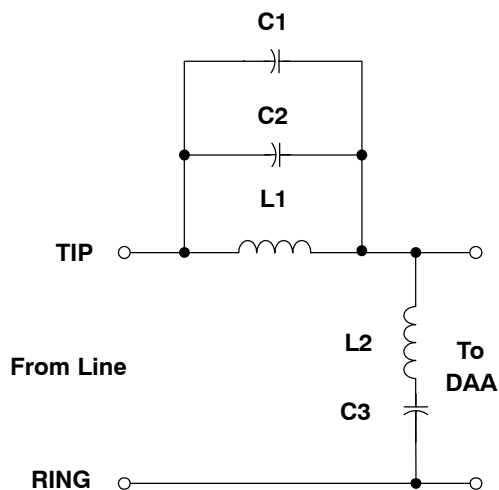 C1
C2
L1
TIP
L2
To
DAA
From Line
C3
RING